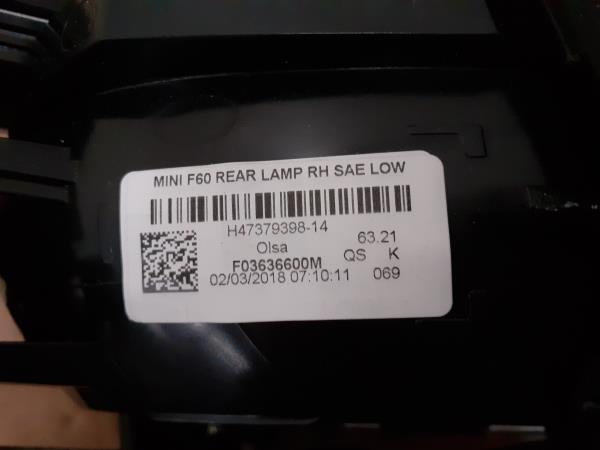 MINI F60 REAR LAMP RH SAE LOW
H47379398-14
Olsa 63.21
F03636600M QS K
02/03/2018 07:10:11 069